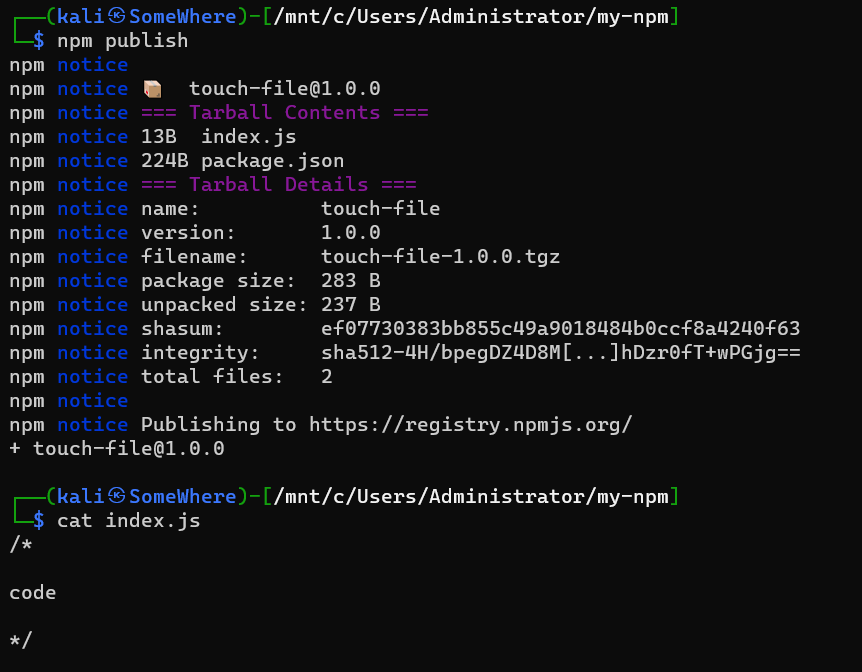 ┌──(kali㉿SomeWhere)-[/mnt/c/Users/Administrator/my-npm]
└─$ npm publish
npm notice
npm notice 📦  touch-file@1.0.0
npm notice === Tarball Contents ===
npm notice 13B  index.js
npm notice 224B package.json
npm notice === Tarball Details ===
npm notice name:          touch-file
npm notice version:       1.0.0
npm notice filename:      touch-file-1.0.0.tgz
npm notice package size:  283 B
npm notice unpacked size: 237 B
npm notice shasum:        ef07730383bb855c49a9018484b0ccf8a4240f63
npm notice integrity:     sha512-4H/bpegDZ4D8M[...]hDzr0fT+wPGjg==
npm notice total files:   2
npm notice
npm notice Publishing to https://registry.npmjs.org/
+ touch-file@1.0.0
┌──(kali㉿SomeWhere)-[/mnt/c/Users/Administrator/my-npm]
└─$ cat index.js
/*
code
*/